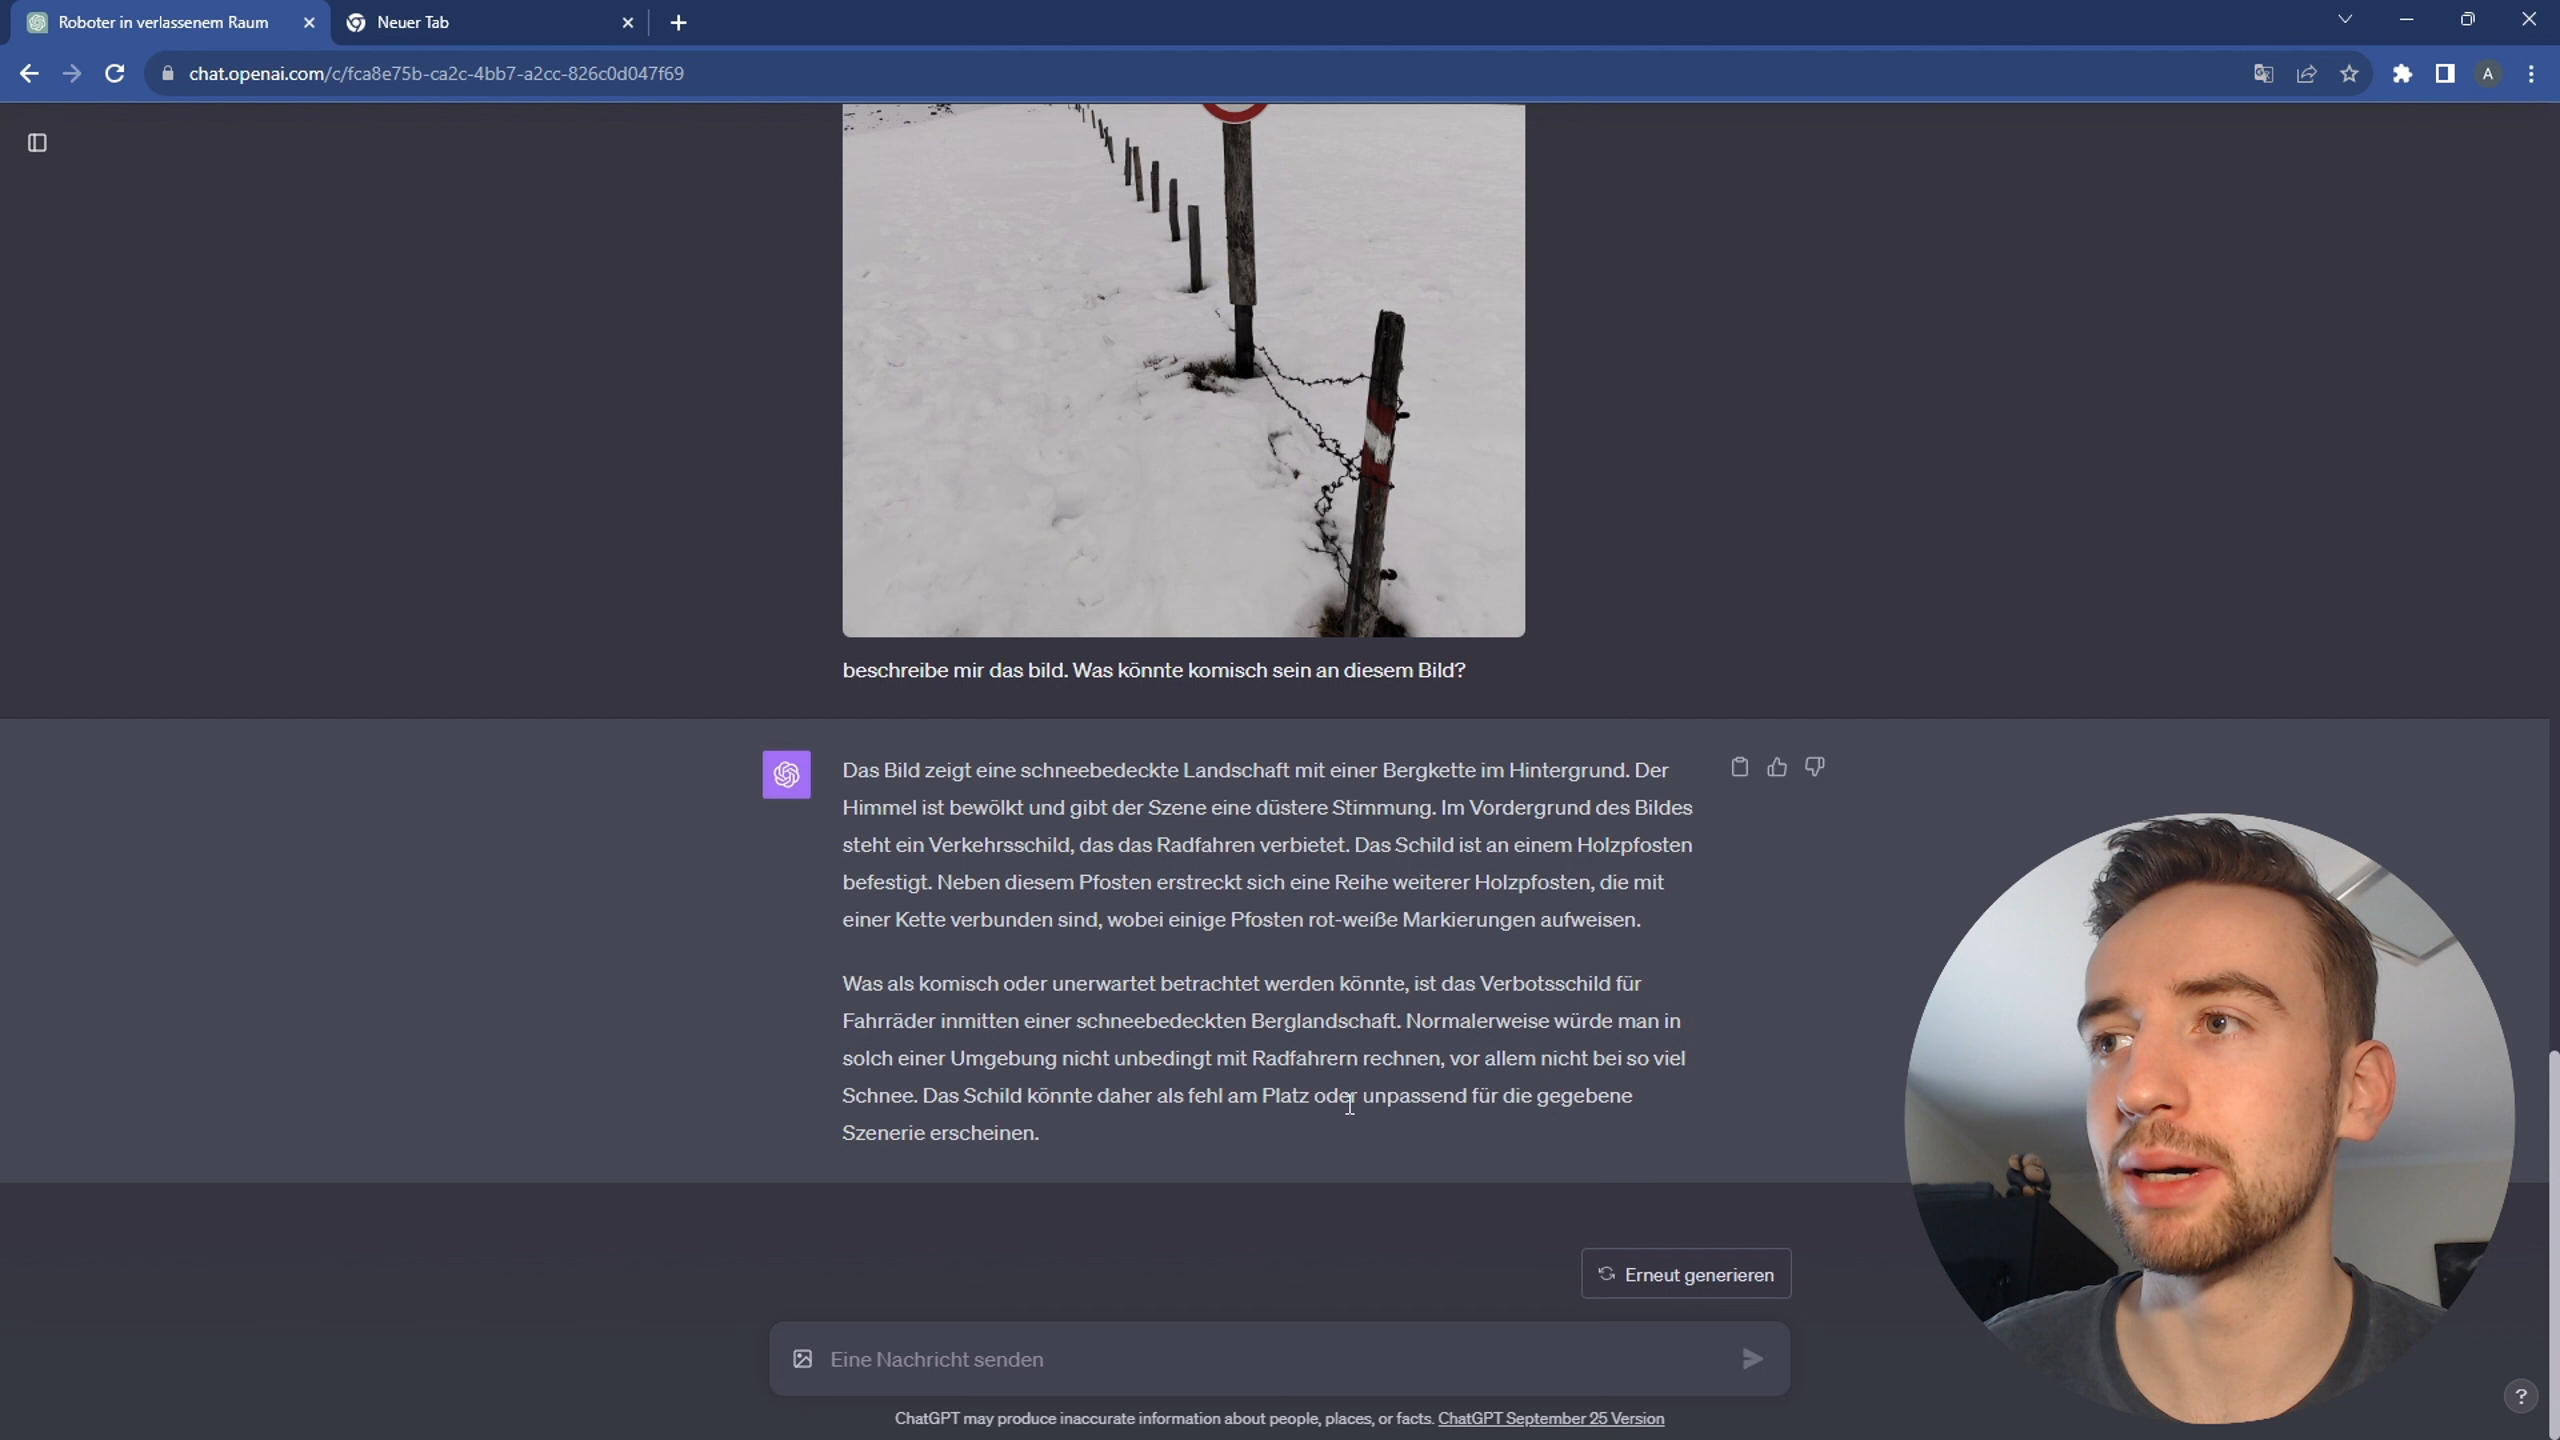 Roboter in verlassenem Raum
Neuer Tab
chat.openai.com/c/fca8e75b-ca2c-4bb7-a2cc-826c0d047f69
A
beschreibe mir das bild. Was könnte komisch sein an diesem Bild?
Das Bild zeigt eine schneebedeckte Landschaft mit einer Bergkette im Hintergrund. Der
Himmel ist bewölkt und gibt der Szene eine düstere Stimmung. Im Vordergrund des Bildes
steht ein Verkehrsschild, das das Radfahren verbietet. Das Schild ist an einem Holzpfosten
befestigt. Neben diesem Pfosten erstreckt sich eine Reihe weiterer Holzpfosten, die mit
einer Kette verbunden sind, wobei einige Pfosten rot-weiße Markierungen aufweisen.
Was als komisch oder unerwartet betrachtet werden könnte, ist das Verbotsschild für
Fahrräder inmitten einer schneebedeckten Berglandschaft. Normalerweise würde man in
solch einer Umgebung nicht unbedingt mit Radfahrern rechnen, vor allem nicht bei so viel
Schnee. Das Schild könnte daher als fehl am Platz oder unpassend für die gegebene
Szenerie erscheinen.
Erneut generieren
Eine Nachricht senden
ChatGPT may produce inaccurate information about people, places, or facts. ChatGPT September 25 Version
?